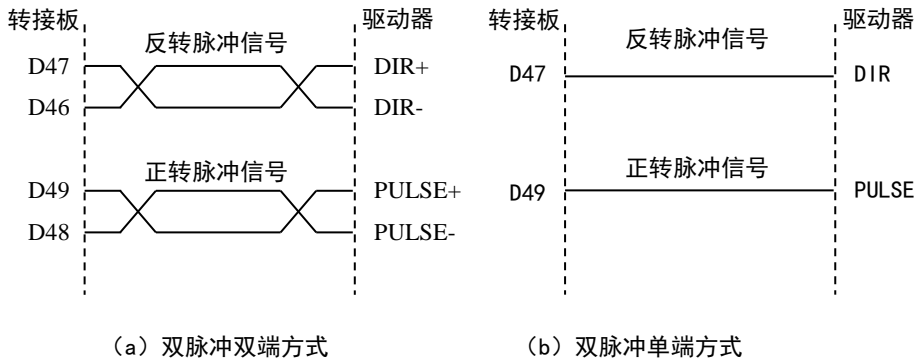 转接板
驱动器
反转脉冲信号
D47
DIR+
D46
DIR-
正转脉冲信号
D49
PULSE+
D48
PULSE-
(a) 双脉冲双端方式
转接板
驱动器
反转脉冲信号
D47
DIR
正转脉冲信号
D49
PULSE
(b) 双脉冲单端方式